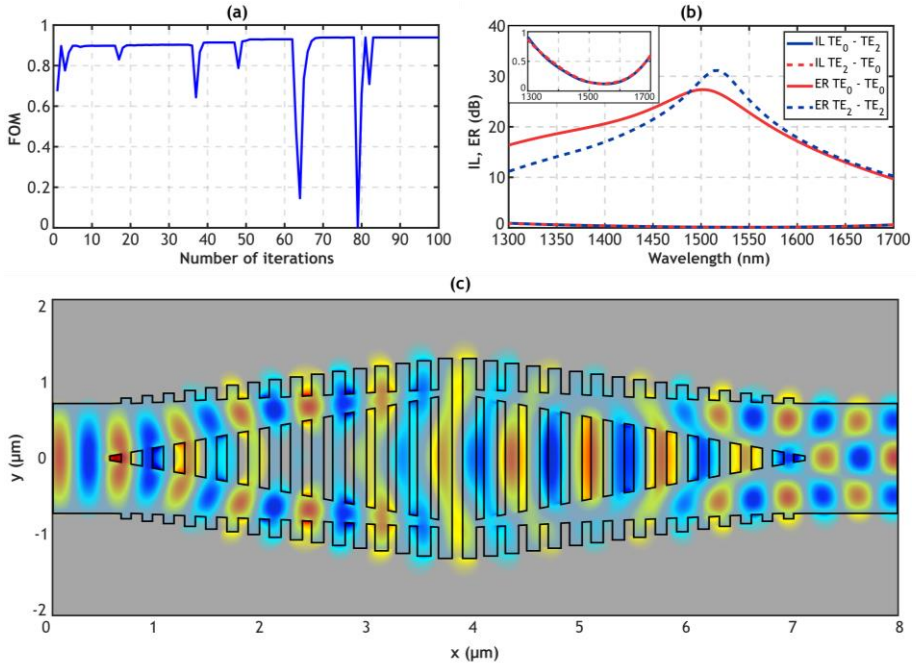 (a)
FOM
1
0.8
0.6
0.4
0.2
0
0 10 20 30 40 50 60 70 80 90 100
Number of iterations
(b)
IL, ER (dB)
40
30
20
10
0
1300 1350 1400 1450 1500 1550 1600 1650 1700
Wavelength (nm)
1
0.5
0
1300 1500 1700
IL TE0 - TE2
IL TE2 - TE0
ER TE0 - TE0
ER TE2 - TE2
(c)
y (µm)
2
1
0
-1
-2
0 1 2 3 4 5 6 7 8
x (µm)